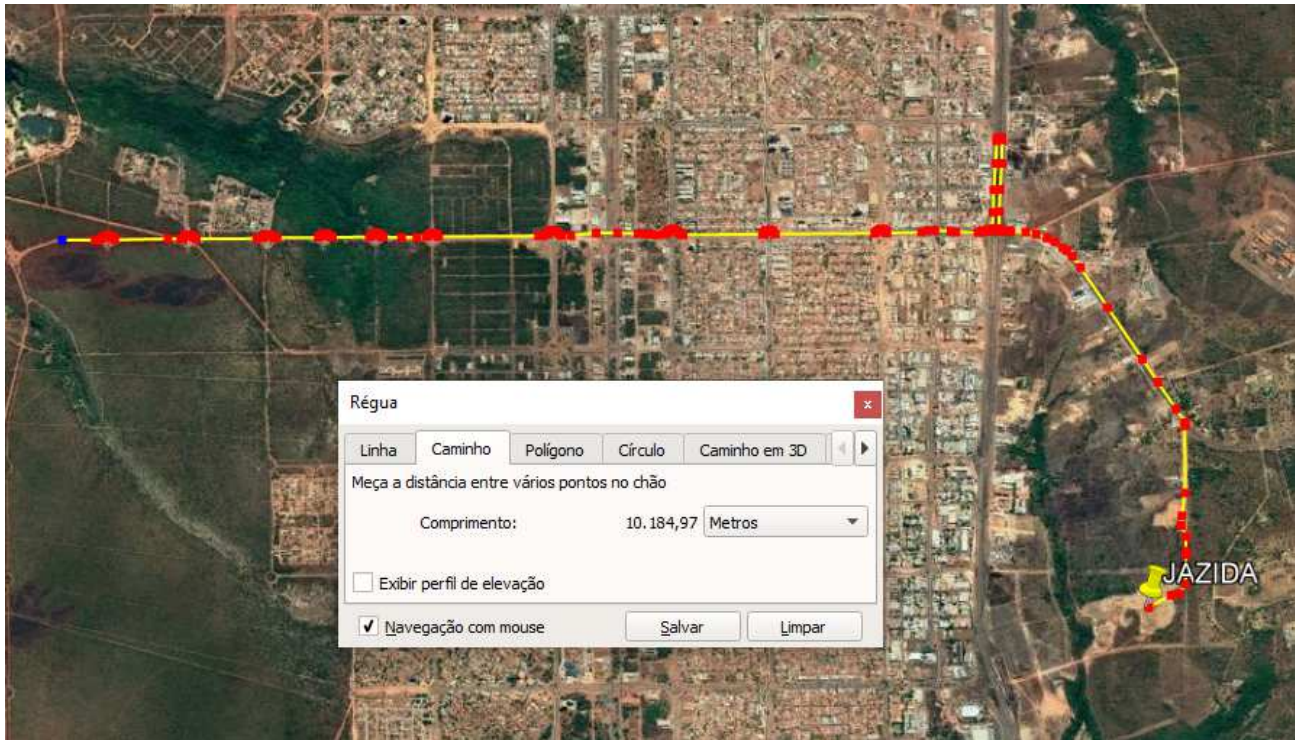 Régua
x
Linha Caminho Polígono Círculo Caminho em 3D
Meça a distância entre vários pontos no chão
Comprimento: 10.184,97 Metros
Exibir perfil de elevação
Navegação com mouse Salvar Limpar
JAZIDA